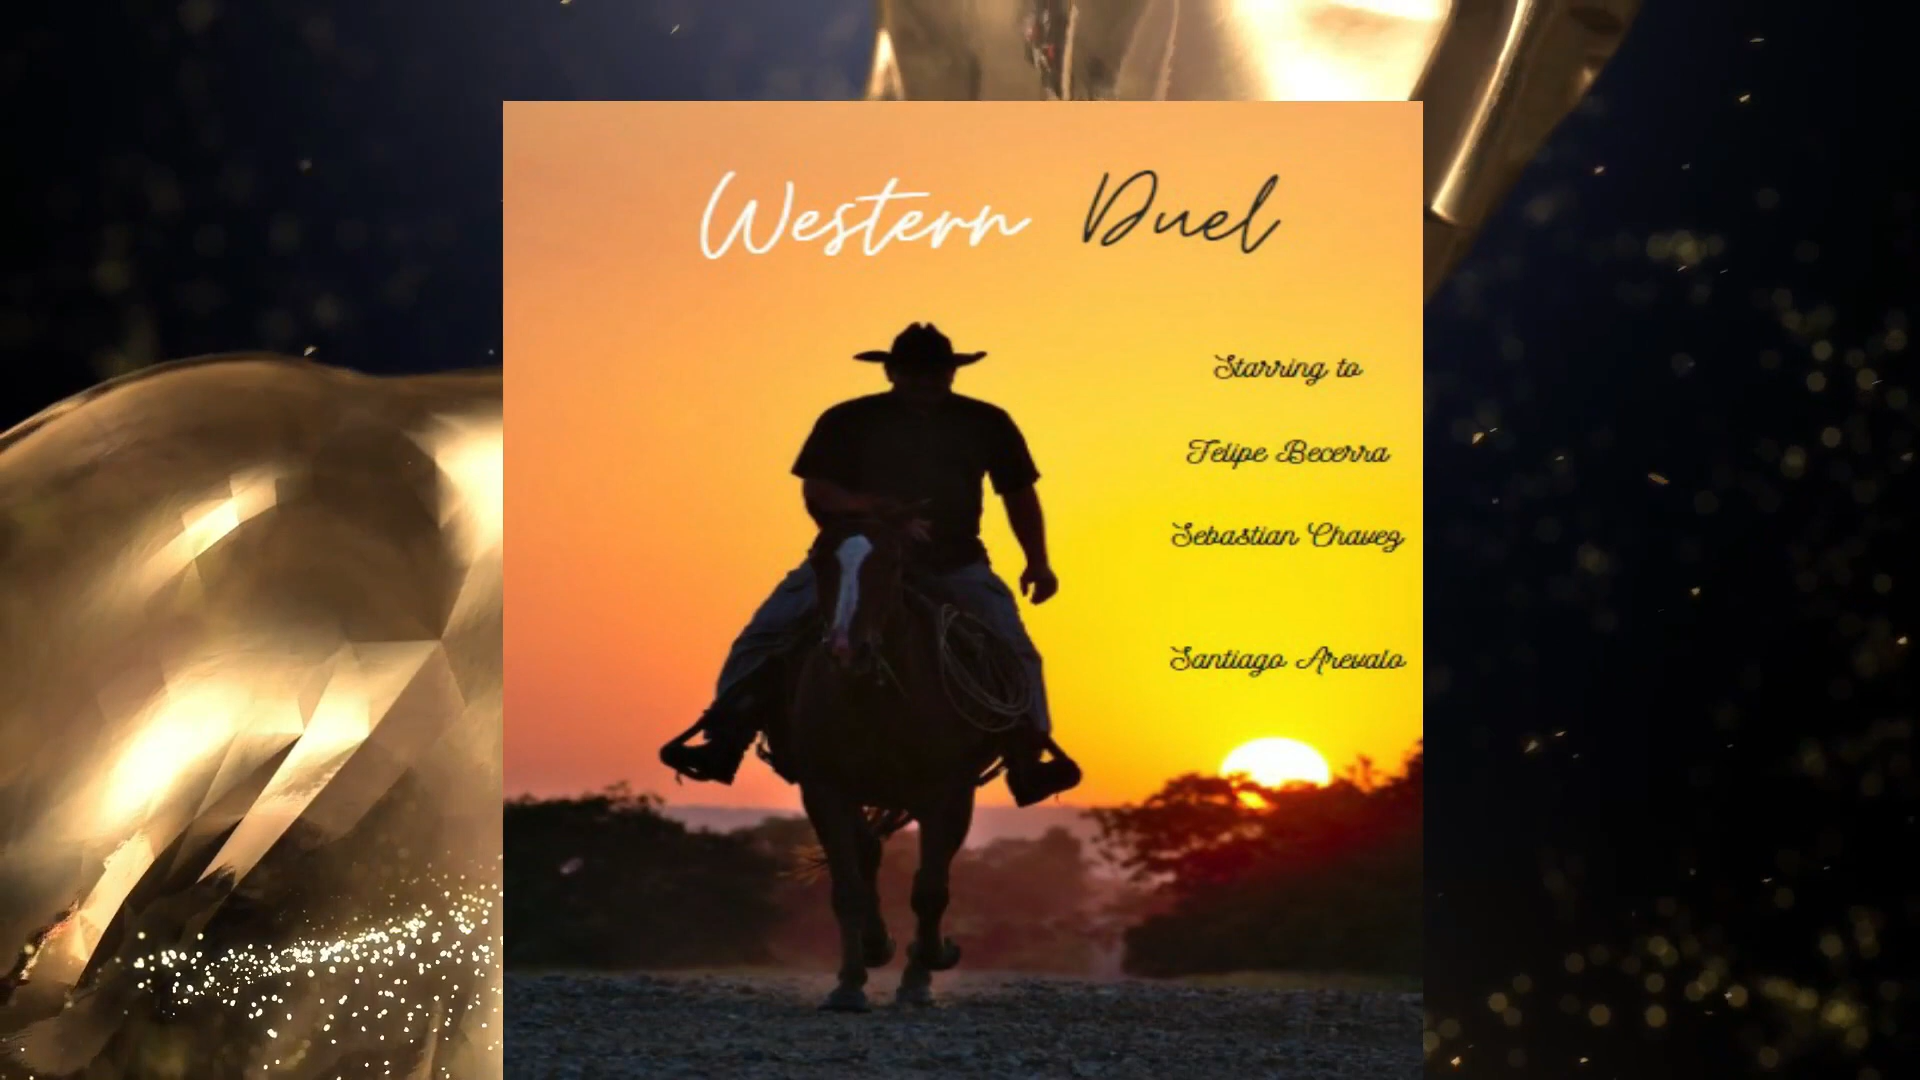 Western Duel
Starring to
Felipe Becerra
Sebastian Chavez
Santiago Arevalo